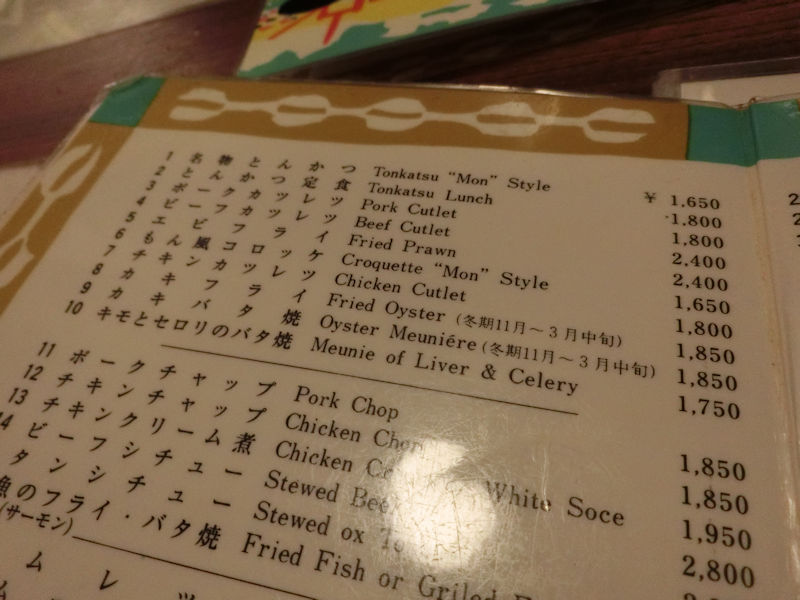 1 名物とんかつ Tonkatsu "Mon" Style ¥ 1,650
2 とんかつ定食 Tonkatsu Lunch 1,800
3 ポークカツレツ Pork Cutlet 1,800
4 ビーフカツレツ Beef Cutlet 2,400
5 エビフライ Fried Prawn 2,400
6 もん風コロッケ Croquette "Mon" Style 1,650
7 チキンカツレツ Chicken Cutlet 1,800
8 カキフライ Fried Oyster (冬期11月〜3月中旬) 1,850
9 カキバタ焼 Oyster Meuniére (冬期11月〜3月中旬) 1,850
10 キモとセロリのバタ焼 Meunie of Liver & Celery 1,750
11 ポークチャップ Pork Chop 1,850
12 チキンチャップ Chicken Chop 1,850
13 チキンクリーム煮 Chicken White Soce 1,950
14 ビーフシチュー Stewed Beef 2,800
タンシチュー Stewed ox
魚のフライ・バタ焼 Fried Fish or Griled
(サーモン)
ムレツ